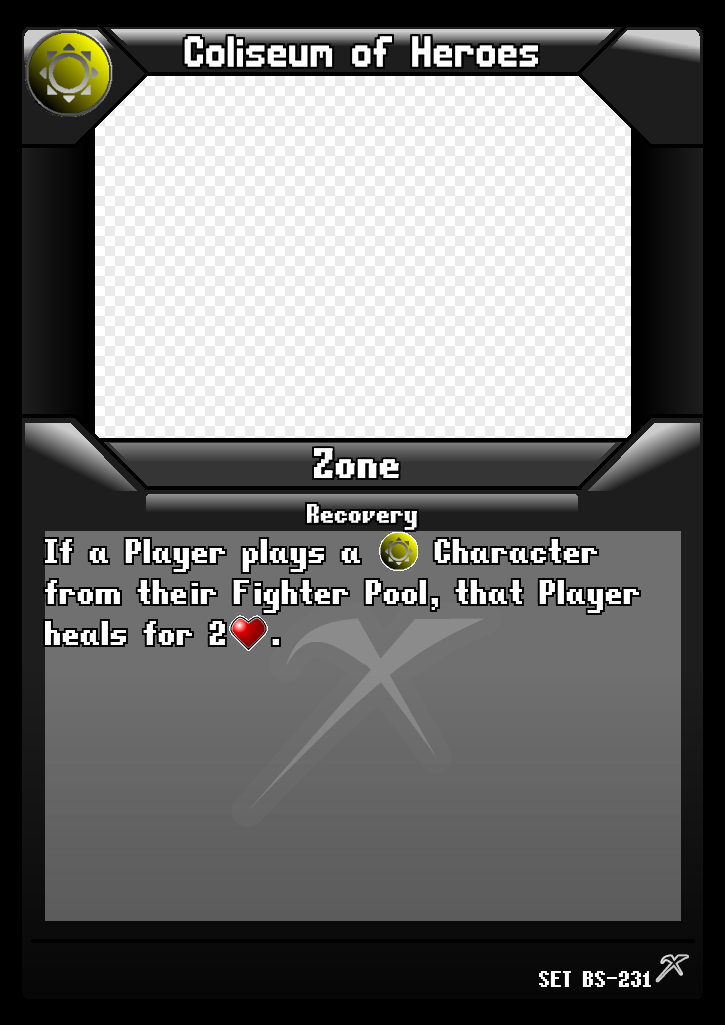 Coliseum of Heroes
Zone
Recovery
If a Player plays a Character
from their Fighter Pool, that Player
heals for 2.
SET BS-231